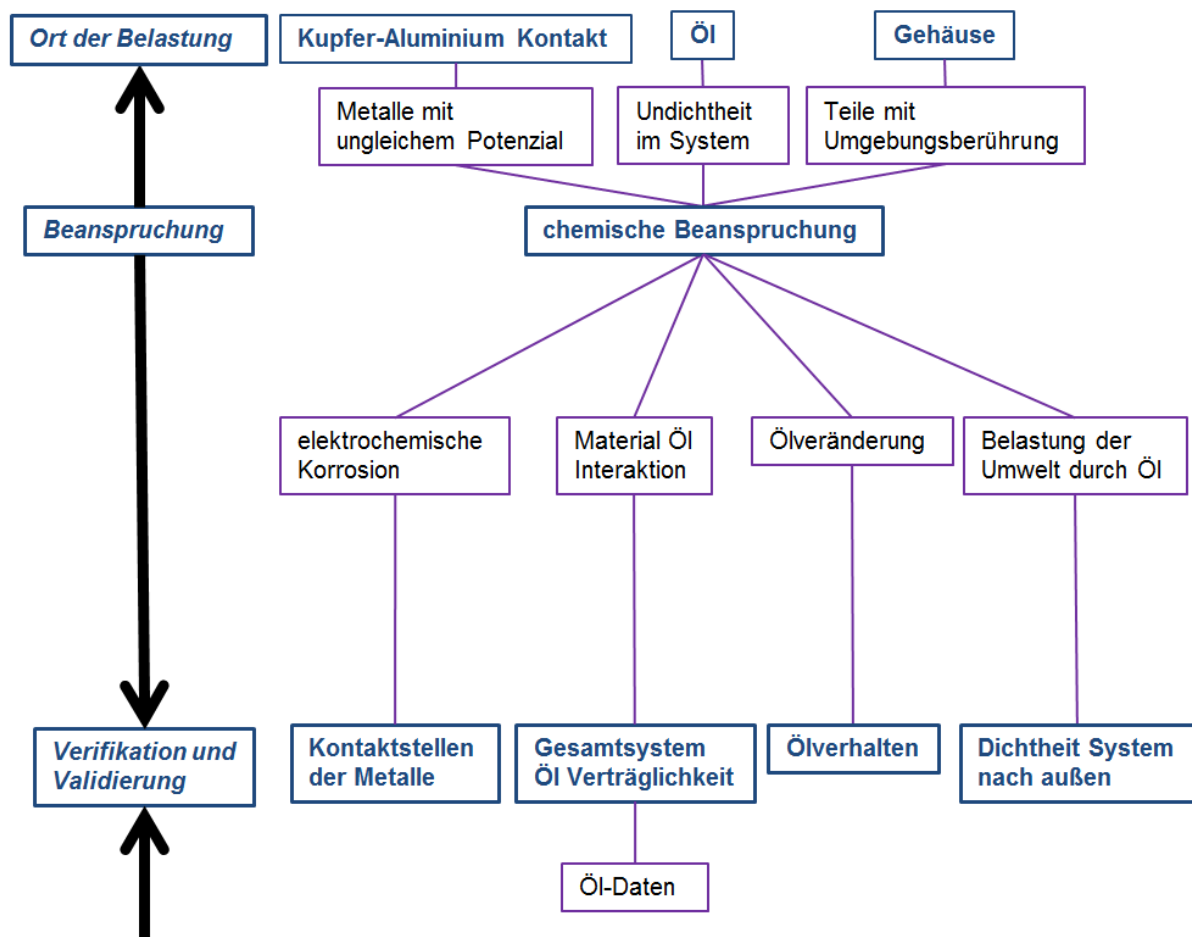 Ort der Belastung
Kupfer-Aluminium Kontakt
Öl
Gehäuse
Metalle mit
ungleichem Potenzial
Undichtheit
im System
Teile mit
Umgebungsberührung
Beanspruchung
chemische Beanspruchung
elektrochemische
Korrosion
Material Öl
Interaktion
Ölveränderung
Belastung der
Umwelt durch Öl
Verifikation und
Validierung
Kontaktstellen
der Metalle
Gesamtsystem
Öl Verträglichkeit
Ölverhalten
Dichtheit System
nach außen
Öl-Daten